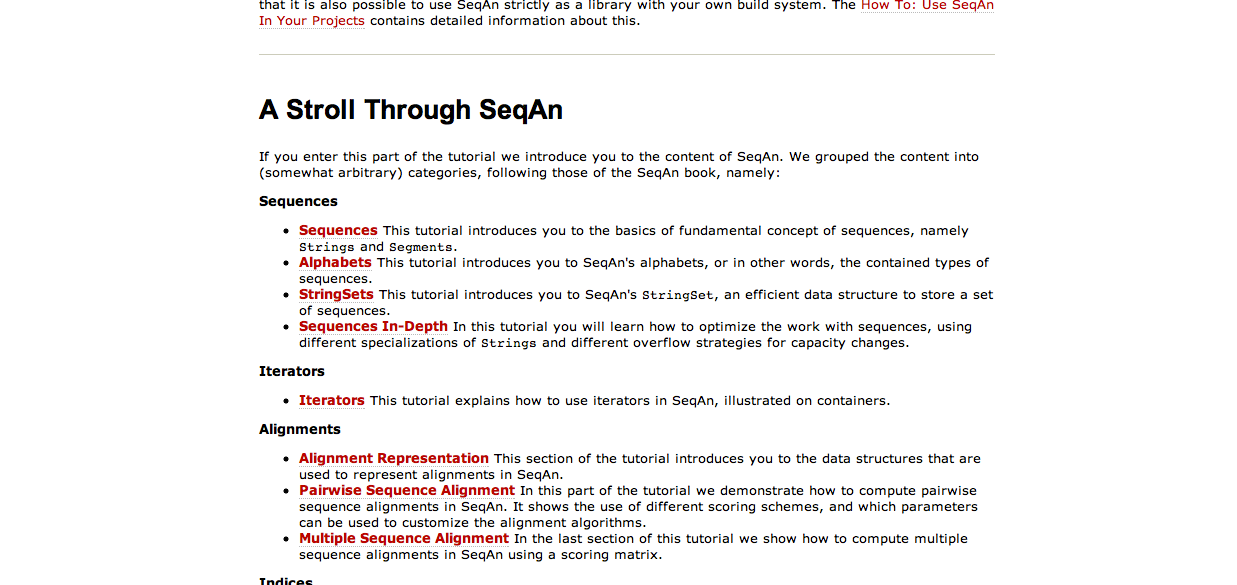 that it is also possible to use SeqAn strictly as a library with your own build system. The How To: Use SeqAn
In Your Projects contains detailed information about this.
A Stroll Through SeqAn
If you enter this part of the tutorial we introduce you to the content of SeqAn. We grouped the content into
(somewhat arbitrary) categories, following those of the SeqAn book, namely:
Sequences
• Sequences This tutorial introduces you to the basics of fundamental concept of sequences, namely
Strings and Segments.
• Alphabets This tutorial introduces you to SeqAn's alphabets, or in other words, the contained types of
sequences.
• StringSets This tutorial introduces you to SeqAn's StringSet, an efficient data structure to store a set
of sequences.
• Sequences In-Depth In this tutorial you will learn how to optimize the work with sequences, using
different specializations of Strings and different overflow strategies for capacity changes.
Iterators
• Iterators This tutorial explains how to use iterators in SeqAn, illustrated on containers.
Alignments
• Alignment Representation This section of the tutorial introduces you to the data structures that are
used to represent alignments in SeqAn.
• Pairwise Sequence Alignment In this part of the tutorial we demonstrate how to compute pairwise
sequence alignments in SeqAn. It shows the use of different scoring schemes, and which parameters
can be used to customize the alignment algorithms.
• Multiple Sequence Alignment In the last section of this tutorial we show how to compute multiple
sequence alignments in SeqAn using a scoring matrix.
Indices